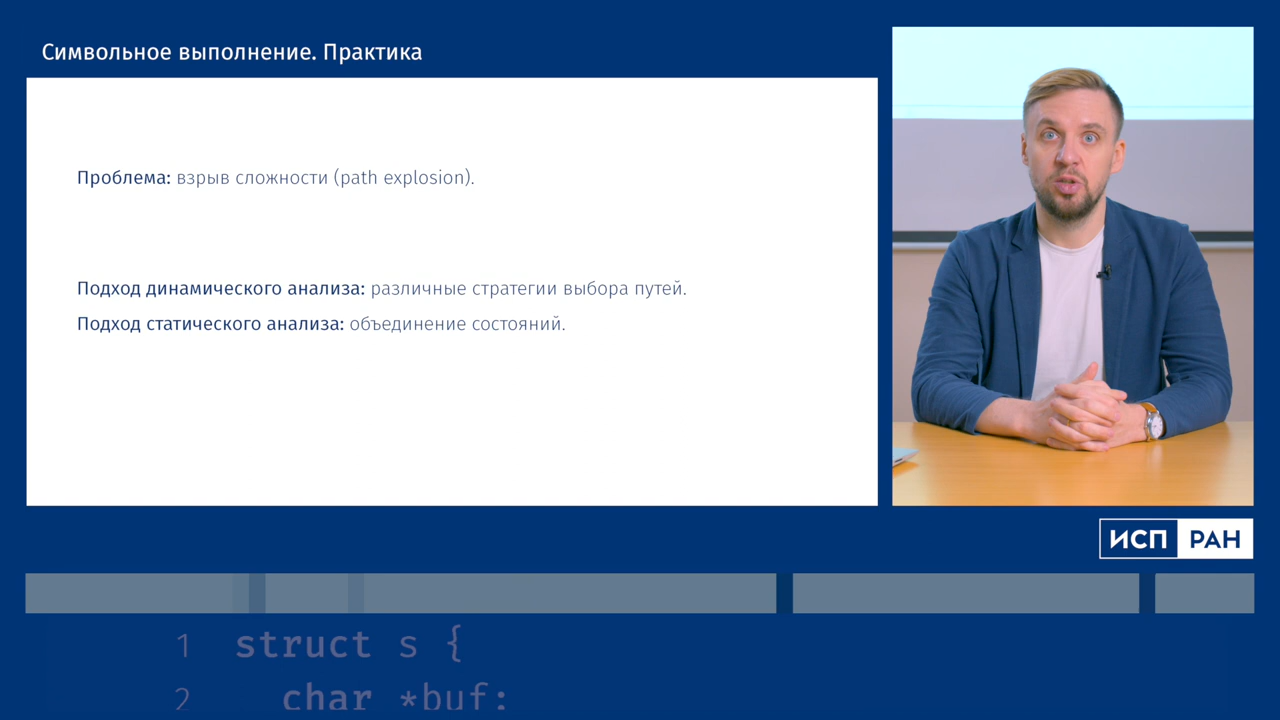 Символьное выполнение. Практика
Проблема: взрыв сложности (path explosion).
Подход динамического анализа: различные стратегии выбора путей.
Подход статического анализа: объединение состояний.
ИСП РАН
1 struct s {
2 char *buf;